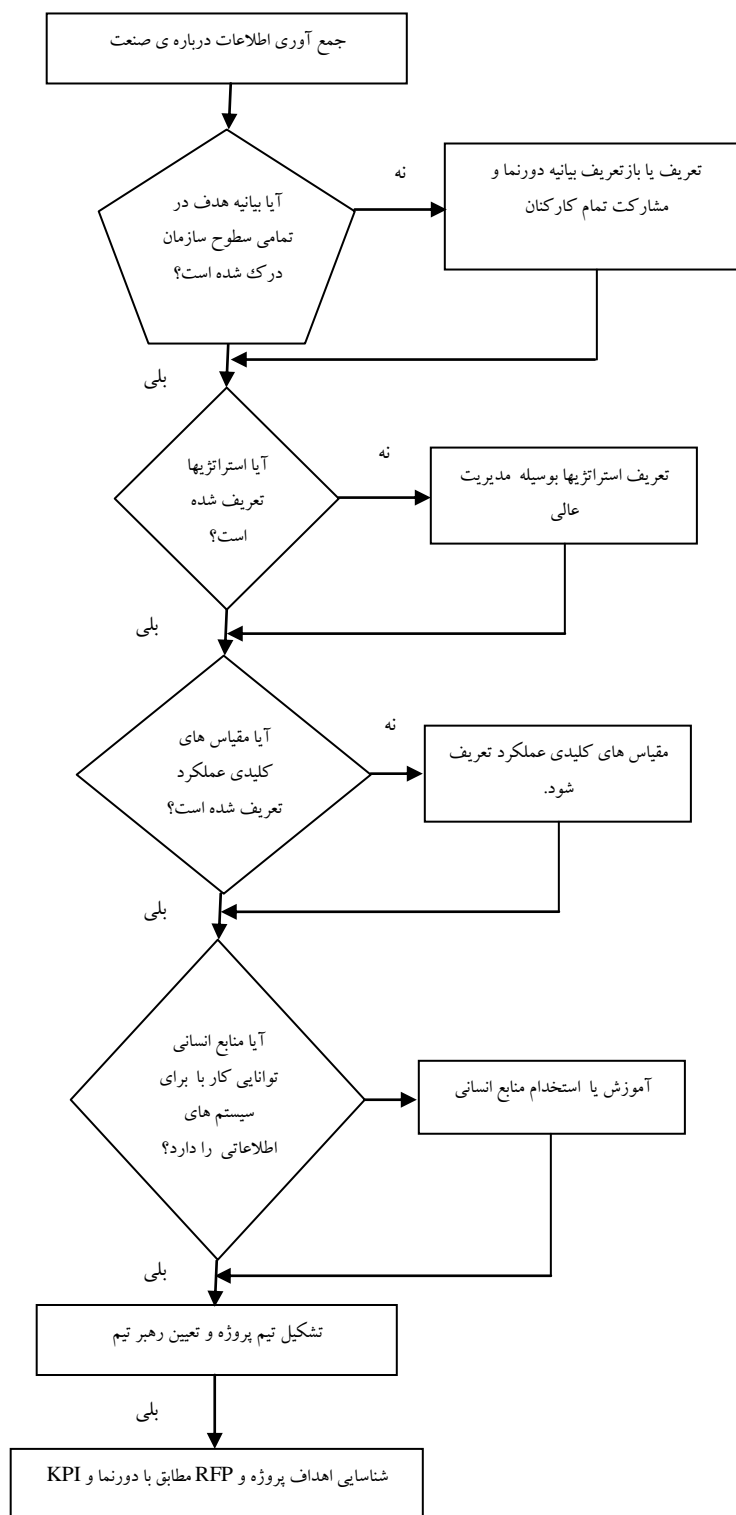 جمع آوری اطلاعات درباره ی صنعت
نه
تعریف یا بازتعریف بیانیه دورنما و
مشارکت تمام کارکنان
آیا بیانیه هدف در
تمامی سطوح سازمان
درک شده است؟
بلی
آیا استراتژیها
تعریف شده
است؟
نه
تعریف استراتژیها بوسیله مدیریت
عالی
بلی
آیا مقیاس های
کلیدی عملکرد
تعریف شده است؟
نه
مقیاس های کلیدی عملکرد تعریف
شود.
بلی
آیا منابع انسانی
توانایی کار با برای
سیستم های
اطلاعاتی را دارد؟
آموزش یا استخدام منابع انسانی
بلی
تشکیل تیم پروژه و تعیین رهبر تیم
بلی
شناسایی اهداف پروژه و RFP مطابق با دورنما و KPI